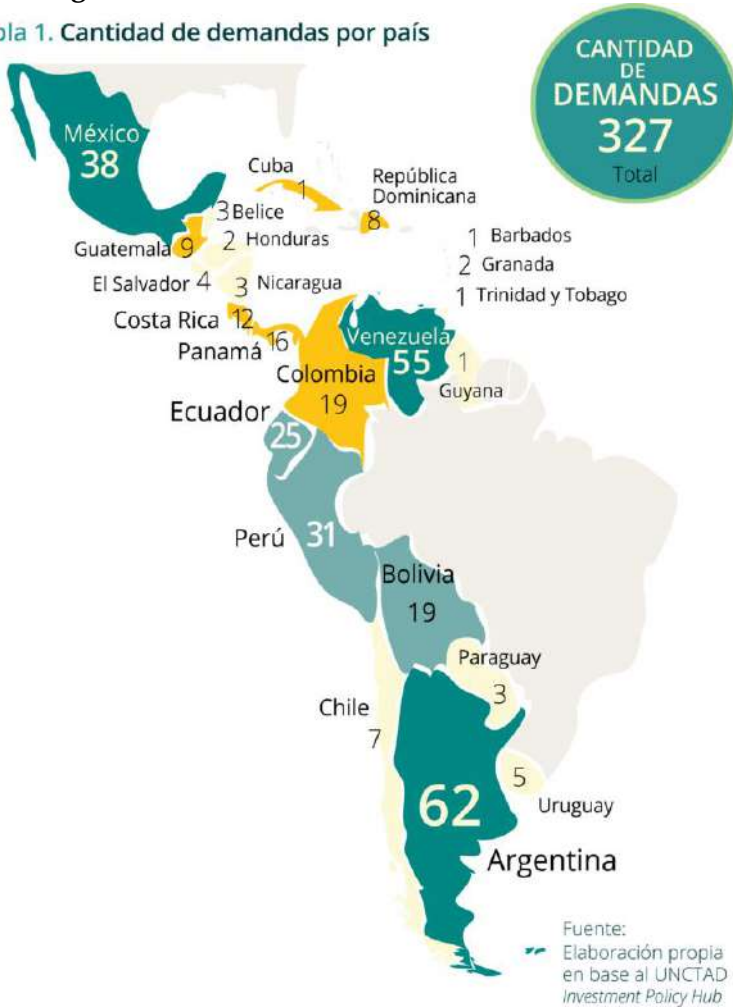 1. Cantidad de demandas por país
CANTIDAD
DE
DEMANDAS
327
Total
México
38
Cuba
1
República
Dominicana
8
3 Belice
Guatemala 9
2 Honduras
El Salvador 4
3 Nicaragua
1 Barbados
2 Granada
1 Trinidad y Tobago
Costa Rica 12
Panamá 16
Venezuela
55
1
Guyana
Colombia
19
Ecuador
25
Perú 31
Bolivia
19
Paraguay
3
Chile
7
5
Uruguay
62
Argentina
Fuente:
Elaboración propia
en base al UNCTAD
Investment Policy Hub